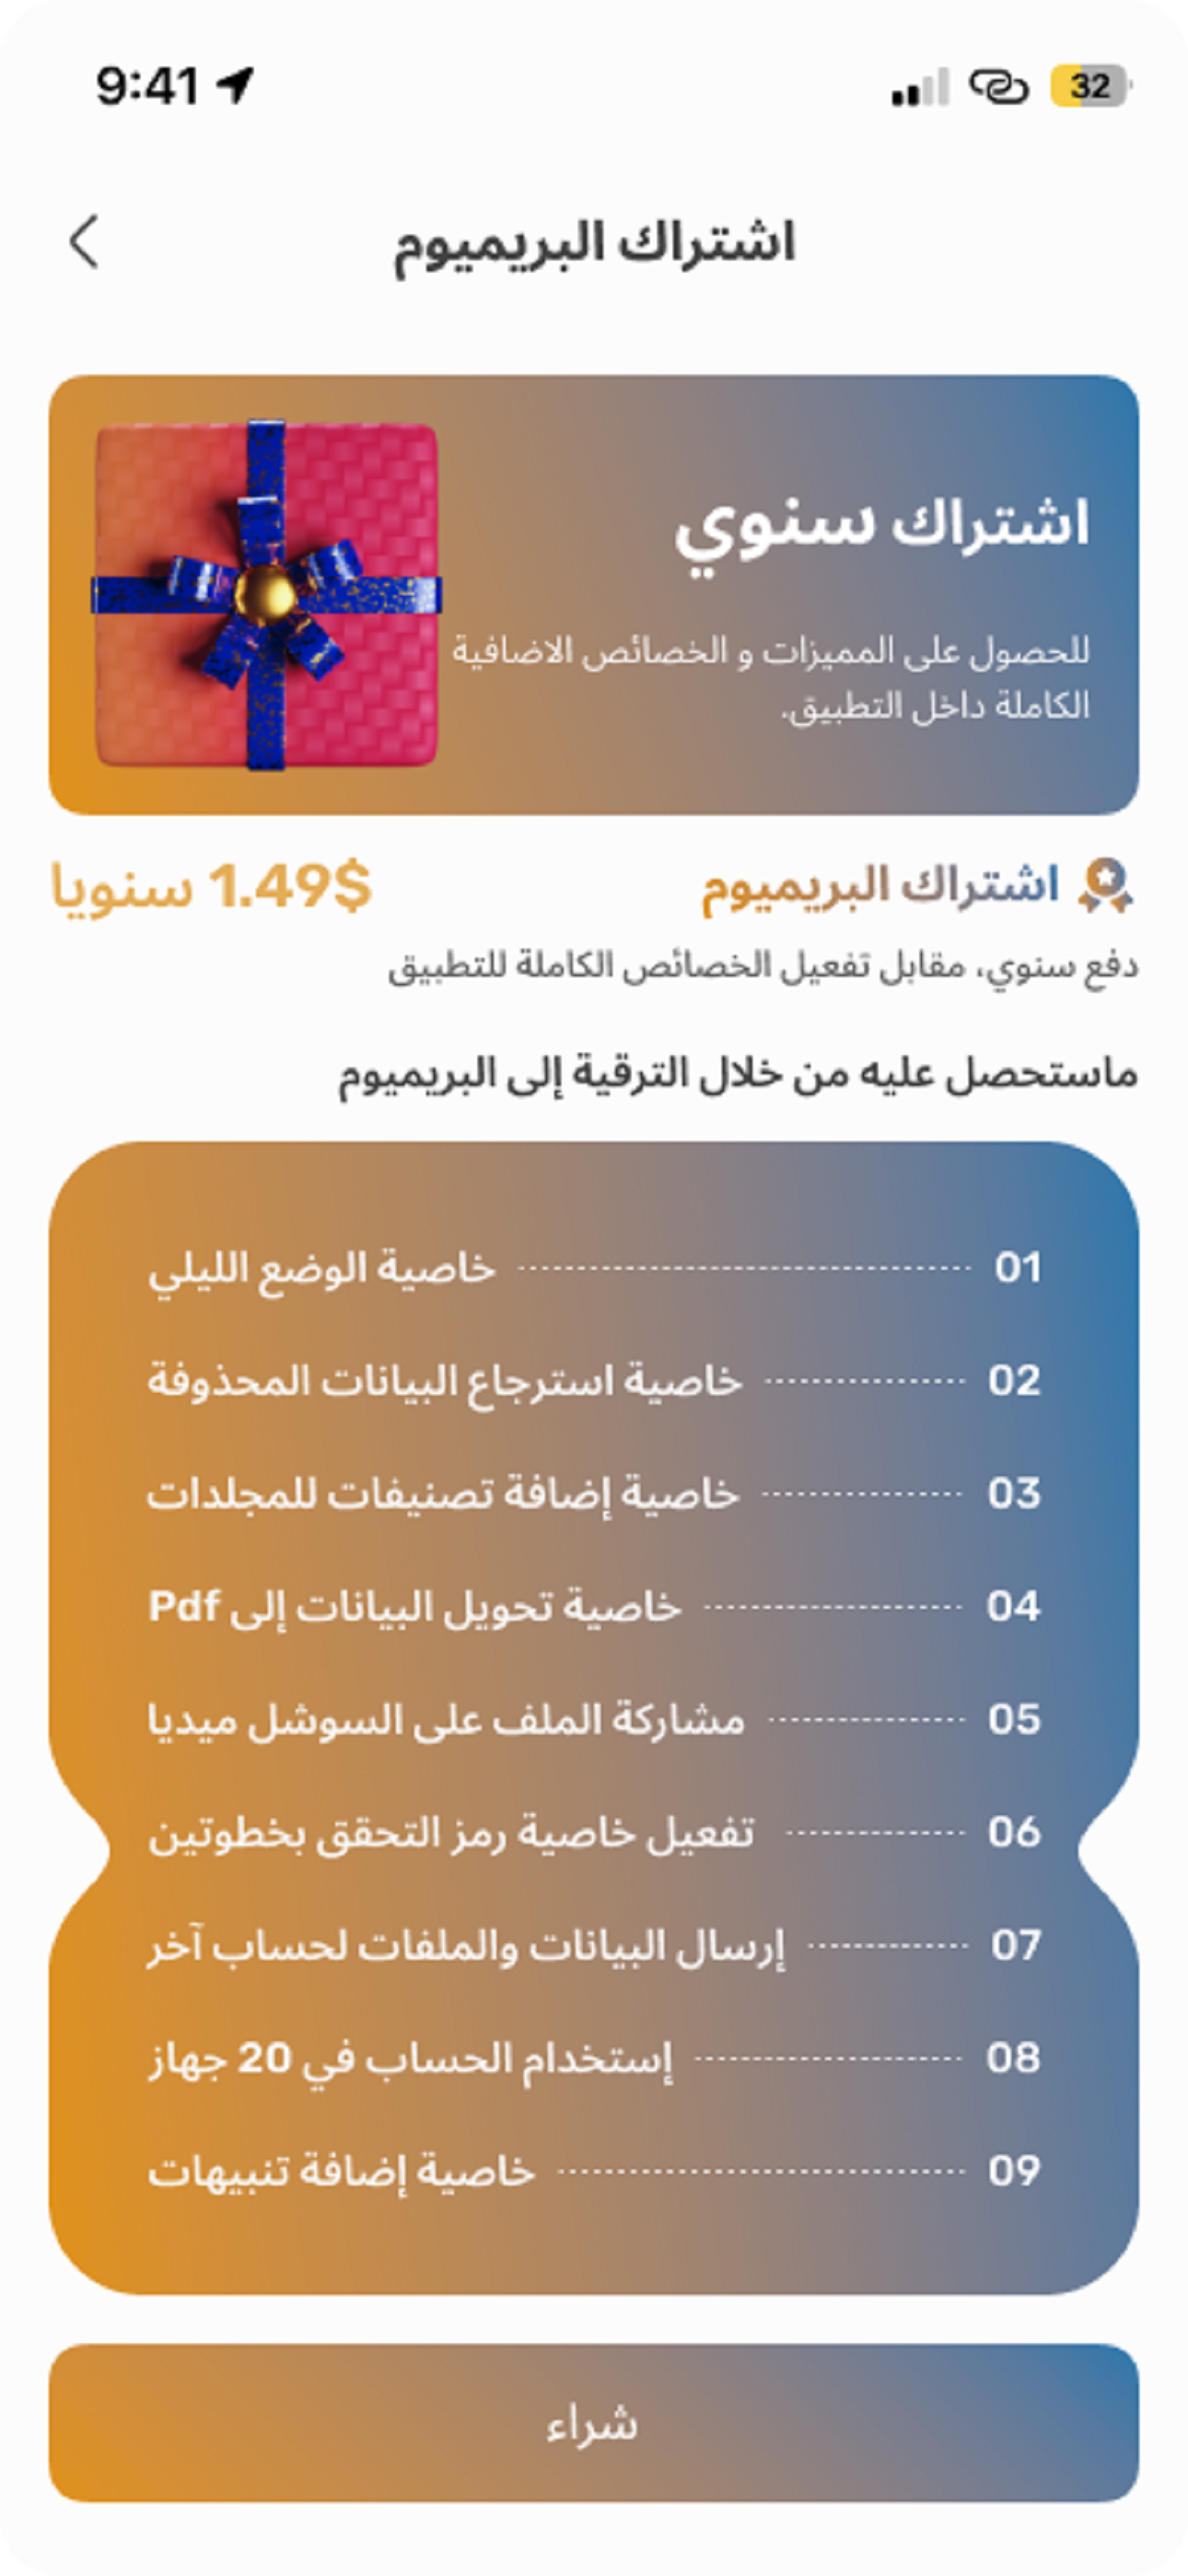 9:41
32
اشتراك البريميوم
اشتراك سنوي
للحصول على المميزات و الخصائص الاضافية
الكاملة داخل التطبيق.
اشتراك البريميوم
1.49$ سنويا
دفع سنوي، مقابل تفعيل الخصائص الكاملة للتطبيق
ماستحصل عليه من خلال الترقية إلى البريميوم
01 خاصية الوضع الليلي
02 خاصية استرجاع البيانات المحذوفة
03 خاصية إضافة تصنيفات للمجلدات
04 خاصية تحويل البيانات إلى Pdf
05 مشاركة الملف على السوشل ميديا
06 تفعيل خاصية رمز التحقق بخطوتين
07 إرسال البيانات والملفات لحساب آخر
08 إستخدام الحساب في 20 جهاز
09 خاصية إضافة تنبيهات
شراء